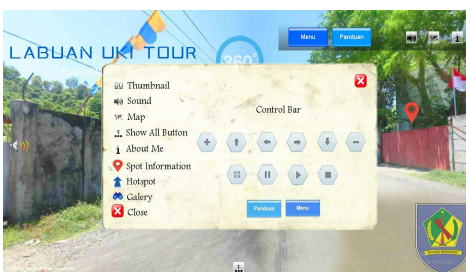 LABUAN UKI TOUR
360°
Menu
Panduan
Thumbnail
Sound
Map
Show All Button
About Me
Spot Information
Hotspot
Galery
Close
Control Bar
Panduan
Menu